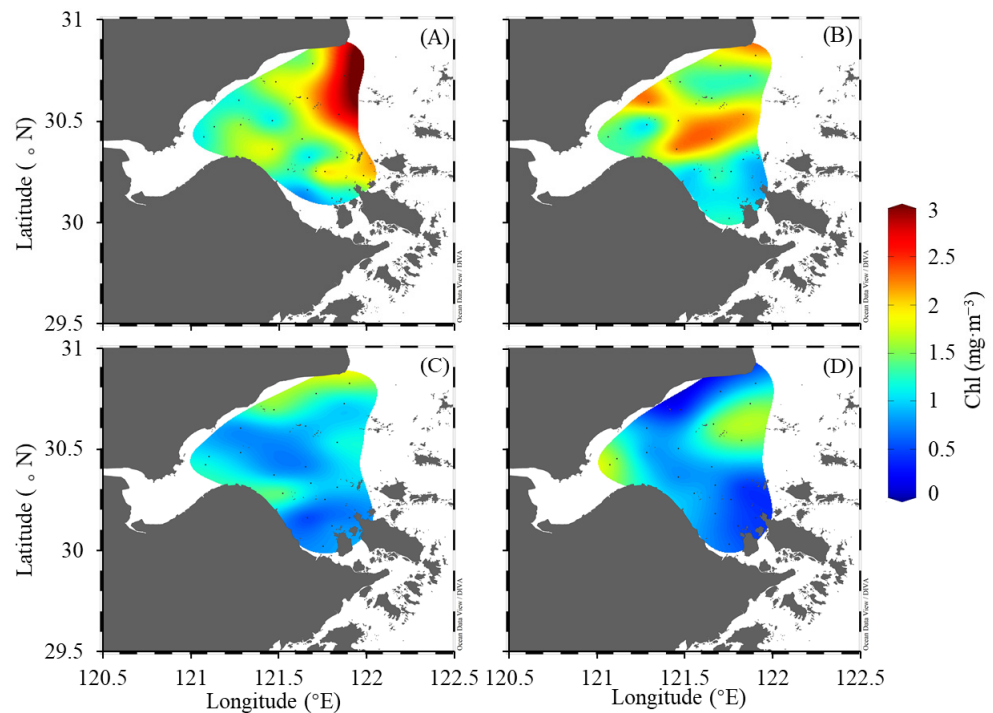 31
30.5
30
29.5
Latitude ( 。N)
(A)
Ocean Data View / DIVA
(B)
Ocean Data View / DIVA
3
2.5
2
1.5
1
0.5
0
Chl (mg·m⁻³)
31
30.5
30
29.5
Latitude ( 。N)
(C)
Ocean Data View / DIVA
(D)
Ocean Data View / DIVA
120.5 121 121.5 122 122.5
Longitude (°E)
120.5 121 121.5 122 122.5
Longitude (°E)